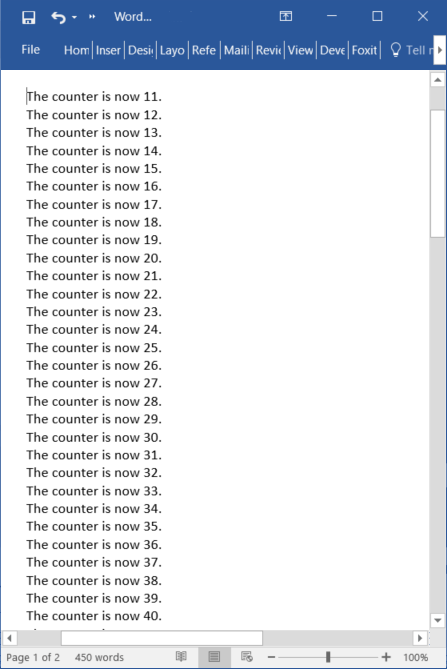 Word...
File Hom Inser Desi Layo Refe Maili Revie View Deve Foxit Tell
The counter is now 11.
The counter is now 12.
The counter is now 13.
The counter is now 14.
The counter is now 15.
The counter is now 16.
The counter is now 17.
The counter is now 18.
The counter is now 19.
The counter is now 20.
The counter is now 21.
The counter is now 22.
The counter is now 23.
The counter is now 24.
The counter is now 25.
The counter is now 26.
The counter is now 27.
The counter is now 28.
The counter is now 29.
The counter is now 30.
The counter is now 31.
The counter is now 32.
The counter is now 33.
The counter is now 34.
The counter is now 35.
The counter is now 36.
The counter is now 37.
The counter is now 38.
The counter is now 39.
The counter is now 40.
Page 1 of 2 450 words 100%